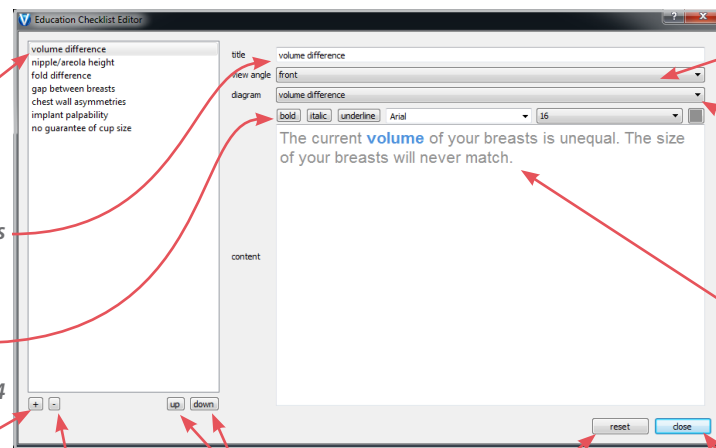 Education Checklist Editor
volume difference
nipple/areola height
fold difference
gap between breasts
chest wall asymmetries
implant palpability
no guarantee of cup size
title
volume difference
view angle
front
diagram
volume difference
bold italic underline Arial 16
The current volume of your breasts is unequal. The size
of your breasts will never match.
content
s
4
+ - up down
reset close